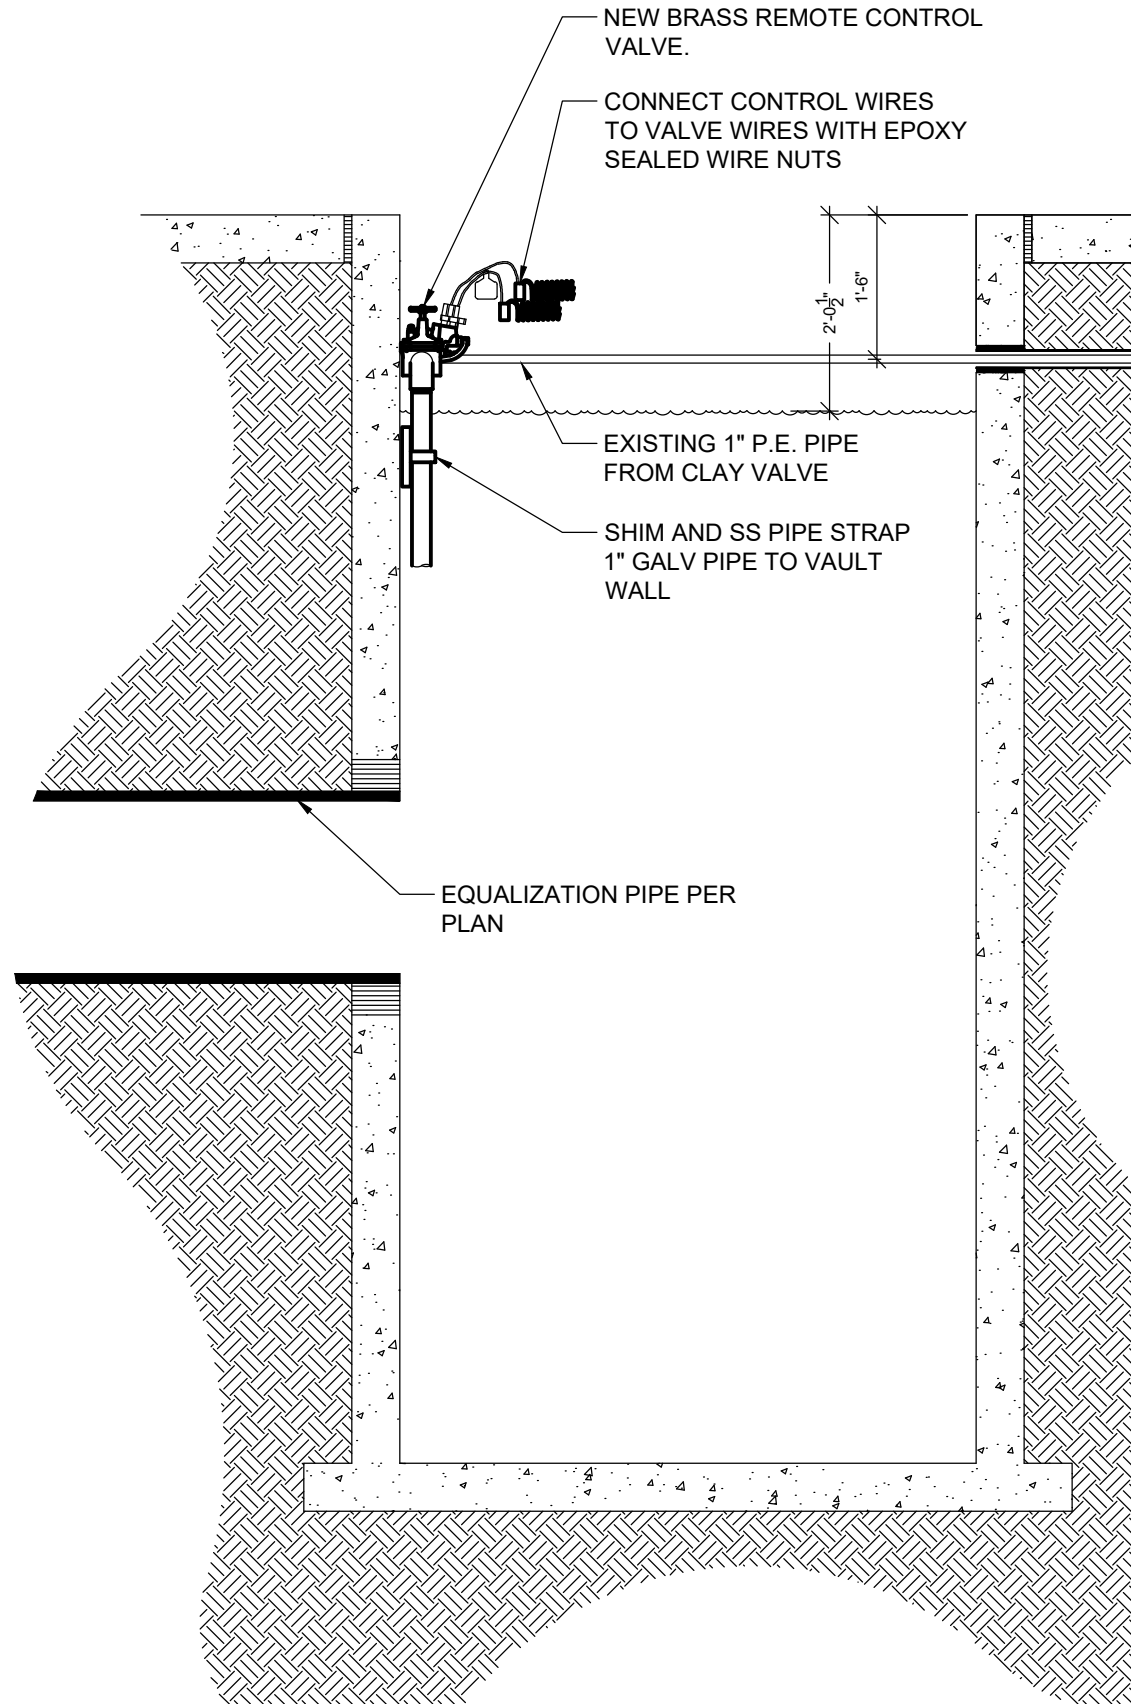 NEW BRASS REMOTE CONTROL
VALVE.
CONNECT CONTROL WIRES
TO VALVE WIRES WITH EPOXY
SEALED WIRE NUTS
2'-0 1/2"
1'-6"
EXISTING 1" P.E. PIPE
FROM CLAY VALVE
SHIM AND SS PIPE STRAP
1" GALV PIPE TO VAULT
WALL
EQUALIZATION PIPE PER
PLAN